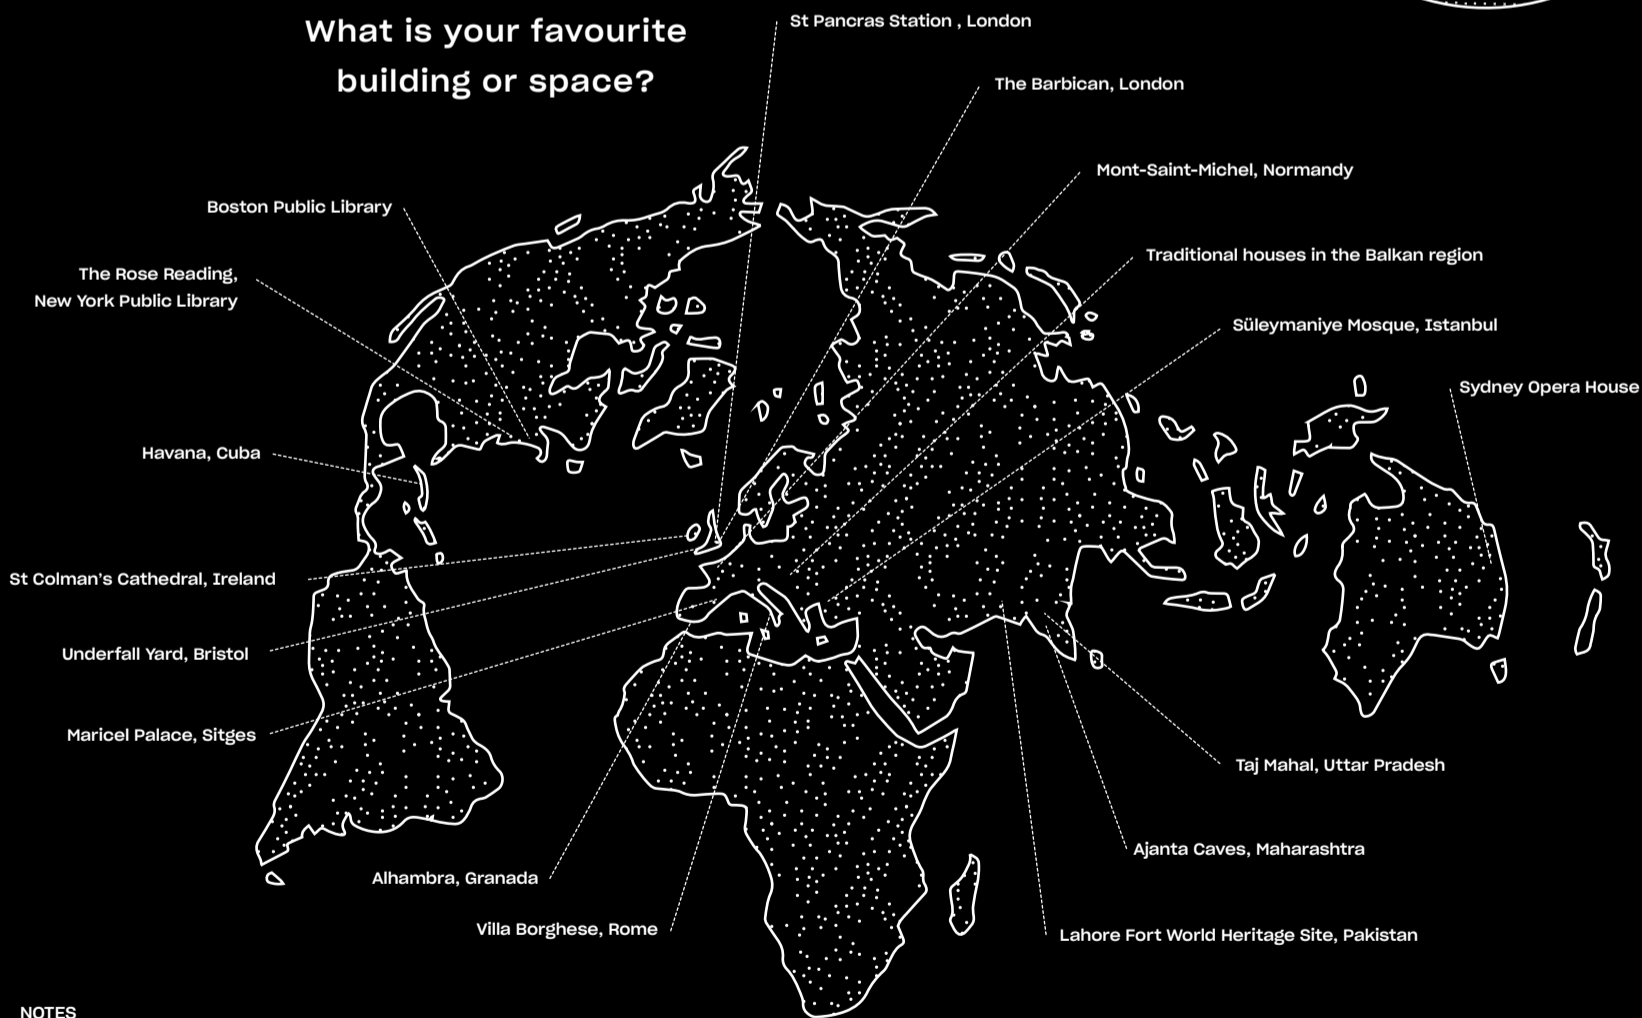 What is your favourite
building or space?
St Pancras Station , London
The Barbican, London
Mont-Saint-Michel, Normandy
Boston Public Library
Traditional houses in the Balkan region
The Rose Reading,
New York Public Library
Süleymaniye Mosque, Istanbul
Sydney Opera House
Havana, Cuba
St Colman's Cathedral, Ireland
Underfall Yard, Bristol
Maricel Palace, Sitges
Taj Mahal, Uttar Pradesh
Ajanta Caves, Maharashtra
Alhambra, Granada
Villa Borghese, Rome
Lahore Fort World Heritage Site, Pakistan
NOTES